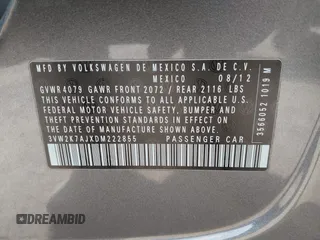 MFD BY VOLKSWAGEN DE MEXICO S.A. DE C.V.
MEXICO 08/12
GVWR4079 GAWR FRONT 2072 / REAR 2116 LBS
THIS VEHICLE CONFORMS TO ALL APPLICABLE U.S.
FEDERAL MOTOR VEHICLE SAFETY, BUMPER AND
THEFT PREVENTION STANDARDS IN EFFECT ON
THE DATE OF MANUFACTURE SHOWN ABOVE
3VW2K7AJXDM222855 PASSENGER CAR
3566052 1019 M
DREAMBID